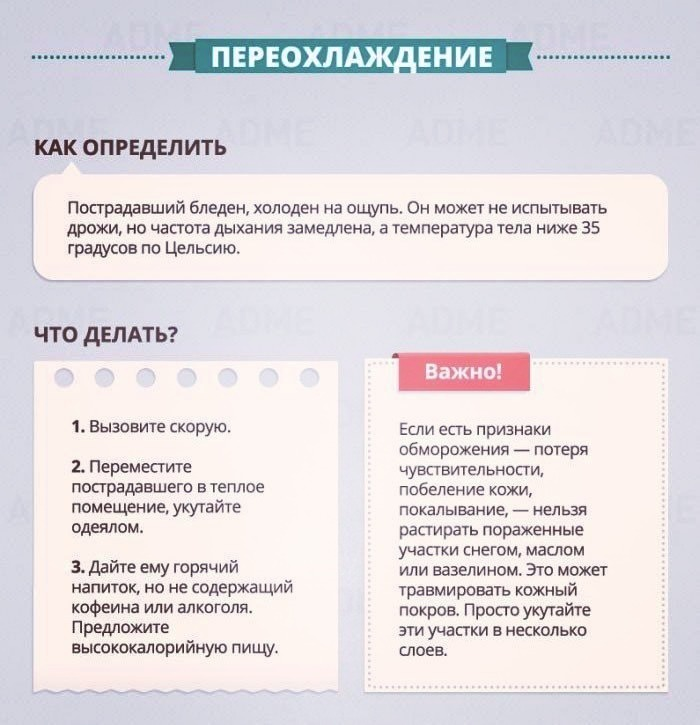 ПЕРЕОХЛАЖДЕНИЕ
КАК ОПРЕДЕЛИТЬ
Пострадавший бледен, холоден на ощупь. Он может не испытывать
дрожи, но частота дыхания замедлена, а температура тела ниже 35
градусов по Цельсию.
ЧТО ДЕЛАТЬ?
1. Вызовите скорую.
2. Переместите
пострадавшего в теплое
помещение, укутайте
одеялом.
3. Дайте ему горячий
напиток, но не содержащий
кофеина или алкоголя.
Предложите
высококалорийную пищу.
Важно!
Если есть признаки
обморожения — потеря
чувствительности,
побеление кожи,
покалывание, — нельзя
растирать пораженные
участки снегом, маслом
или вазелином. Это может
травмировать кожный
покров. Просто укутайте
эти участки в несколько
слоев.
ADME
ADME
ADME
ADME
ADME
ADME
ADME
ADME
ADME
ADME